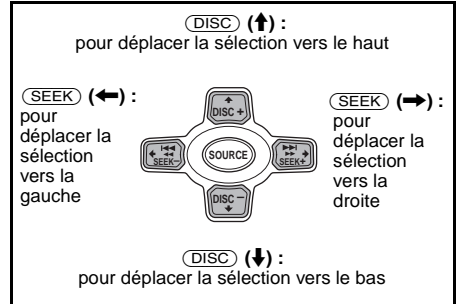 (DISC) (↑) :
pour déplacer la sélection vers le haut
(SEEK) (←) :
pour
déplacer la
sélection
vers la
gauche
DISC +
SEEK–
SOURCE
SEEK+
DISC –
(SEEK) (→) :
pour
déplacer la
sélection
vers la
droite
(DISC) (↓) :
pour déplacer la sélection vers le bas